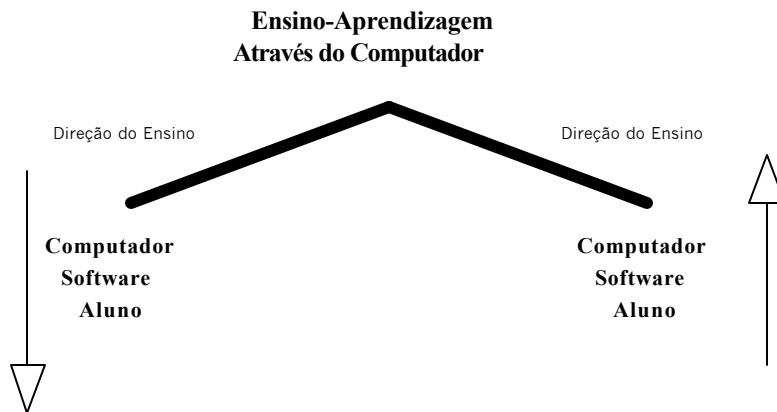 Ensino-Aprendizagem
Através do Computador
Direção do Ensino
Direção do Ensino
Computador
Software
Aluno
Computador
Software
Aluno